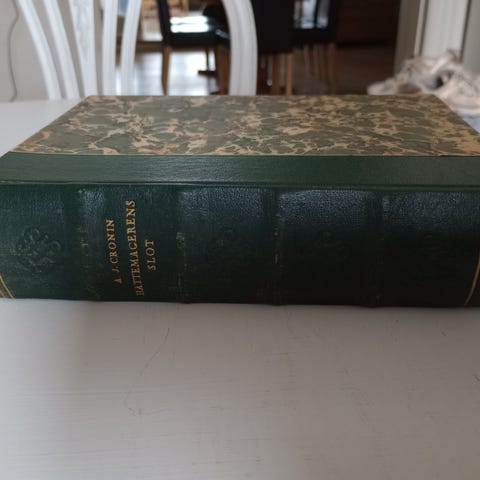 A. J. CRONIN
HATTEMAGERENS
SLOT